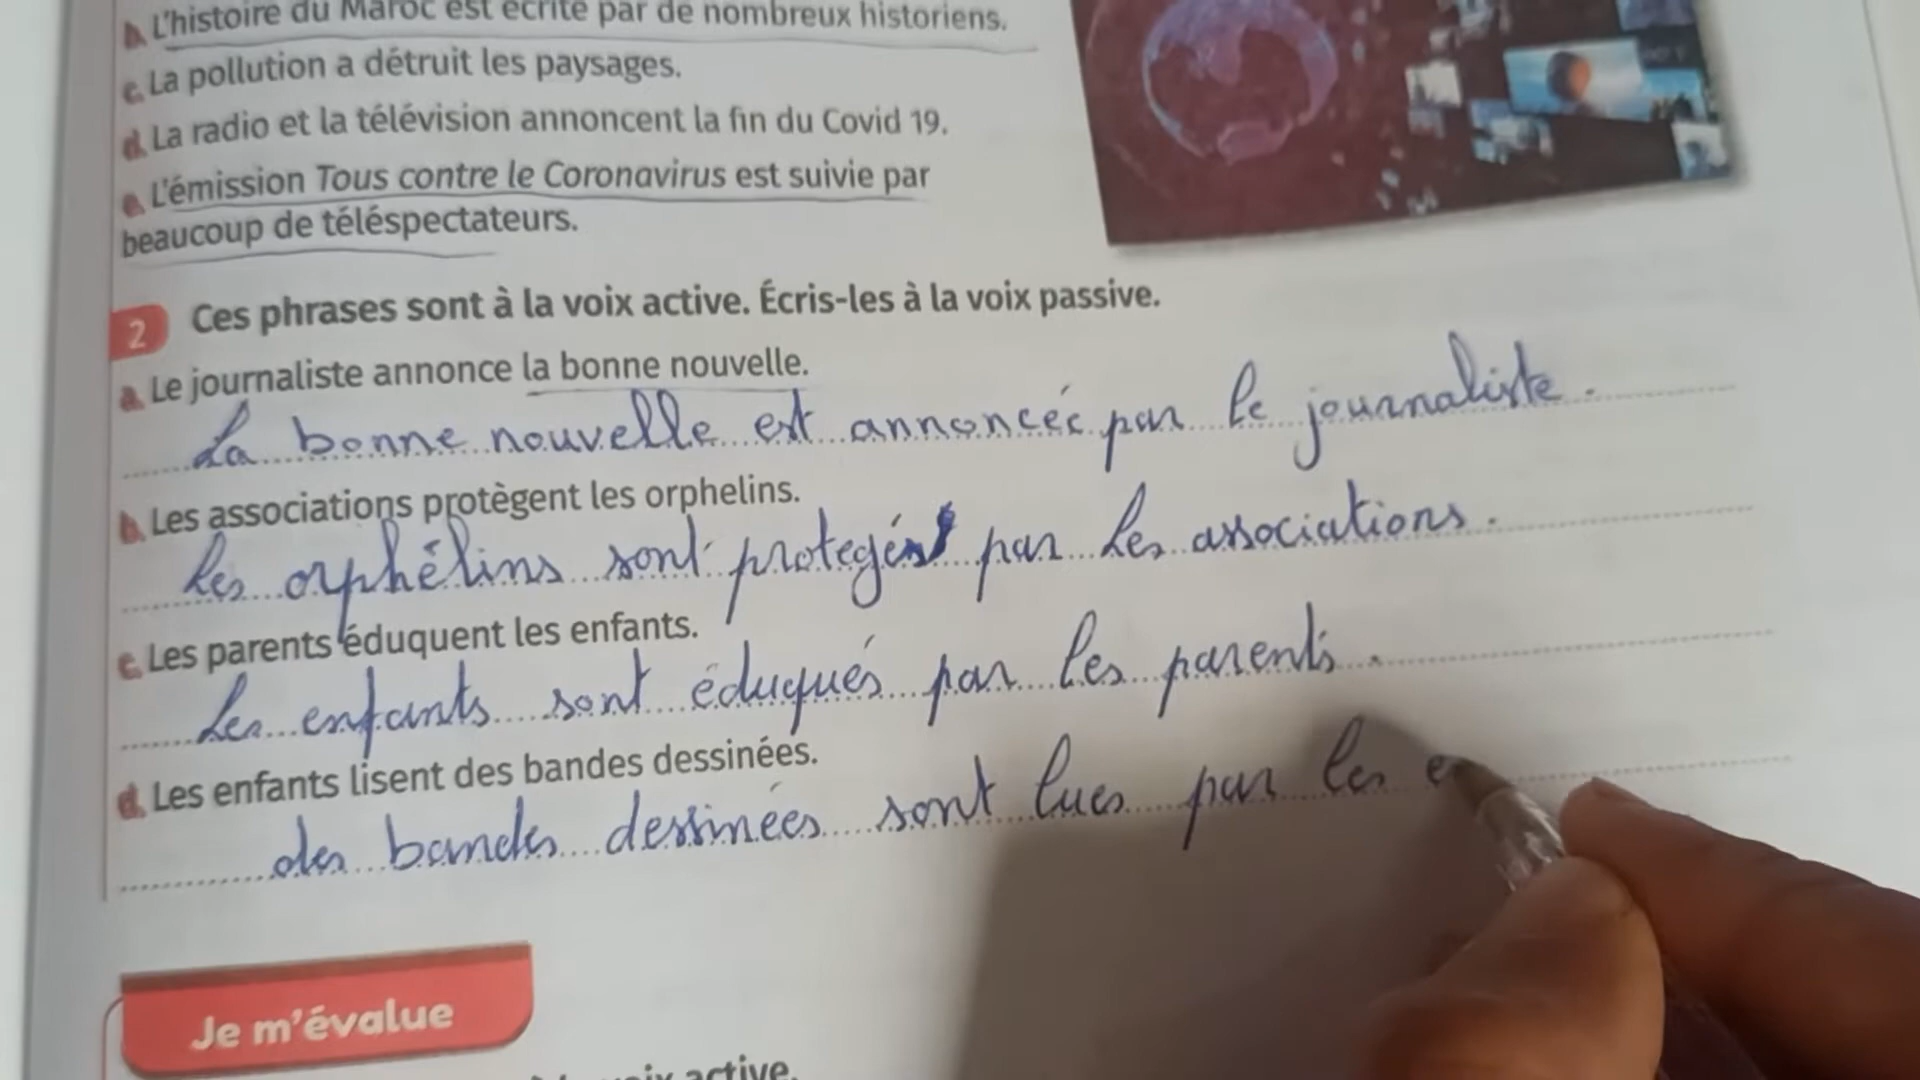 b. L'histoire du Maroc est écrite par de nombreux historiens.
c. La pollution a détruit les paysages.
d. La radio et la télévision annoncent la fin du Covid 19.
e. L'émission Tous contre le Coronavirus est suivie par
beaucoup de téléspectateurs.
2 Ces phrases sont à la voix active. Écris-les à la voix passive.
a. Le journaliste annonce la bonne nouvelle.
La bonne nouvelle est annoncée par le journaliste.
b. Les associations protègent les orphelins.
Les orphélins sont protegés par les associations.
c. Les parents éduquent les enfants.
Les enfants sont éduqués par les parents.
d. Les enfants lisent des bandes dessinées.
des bandes dessinées sont lues par les e
Je m'évalue
voix active.